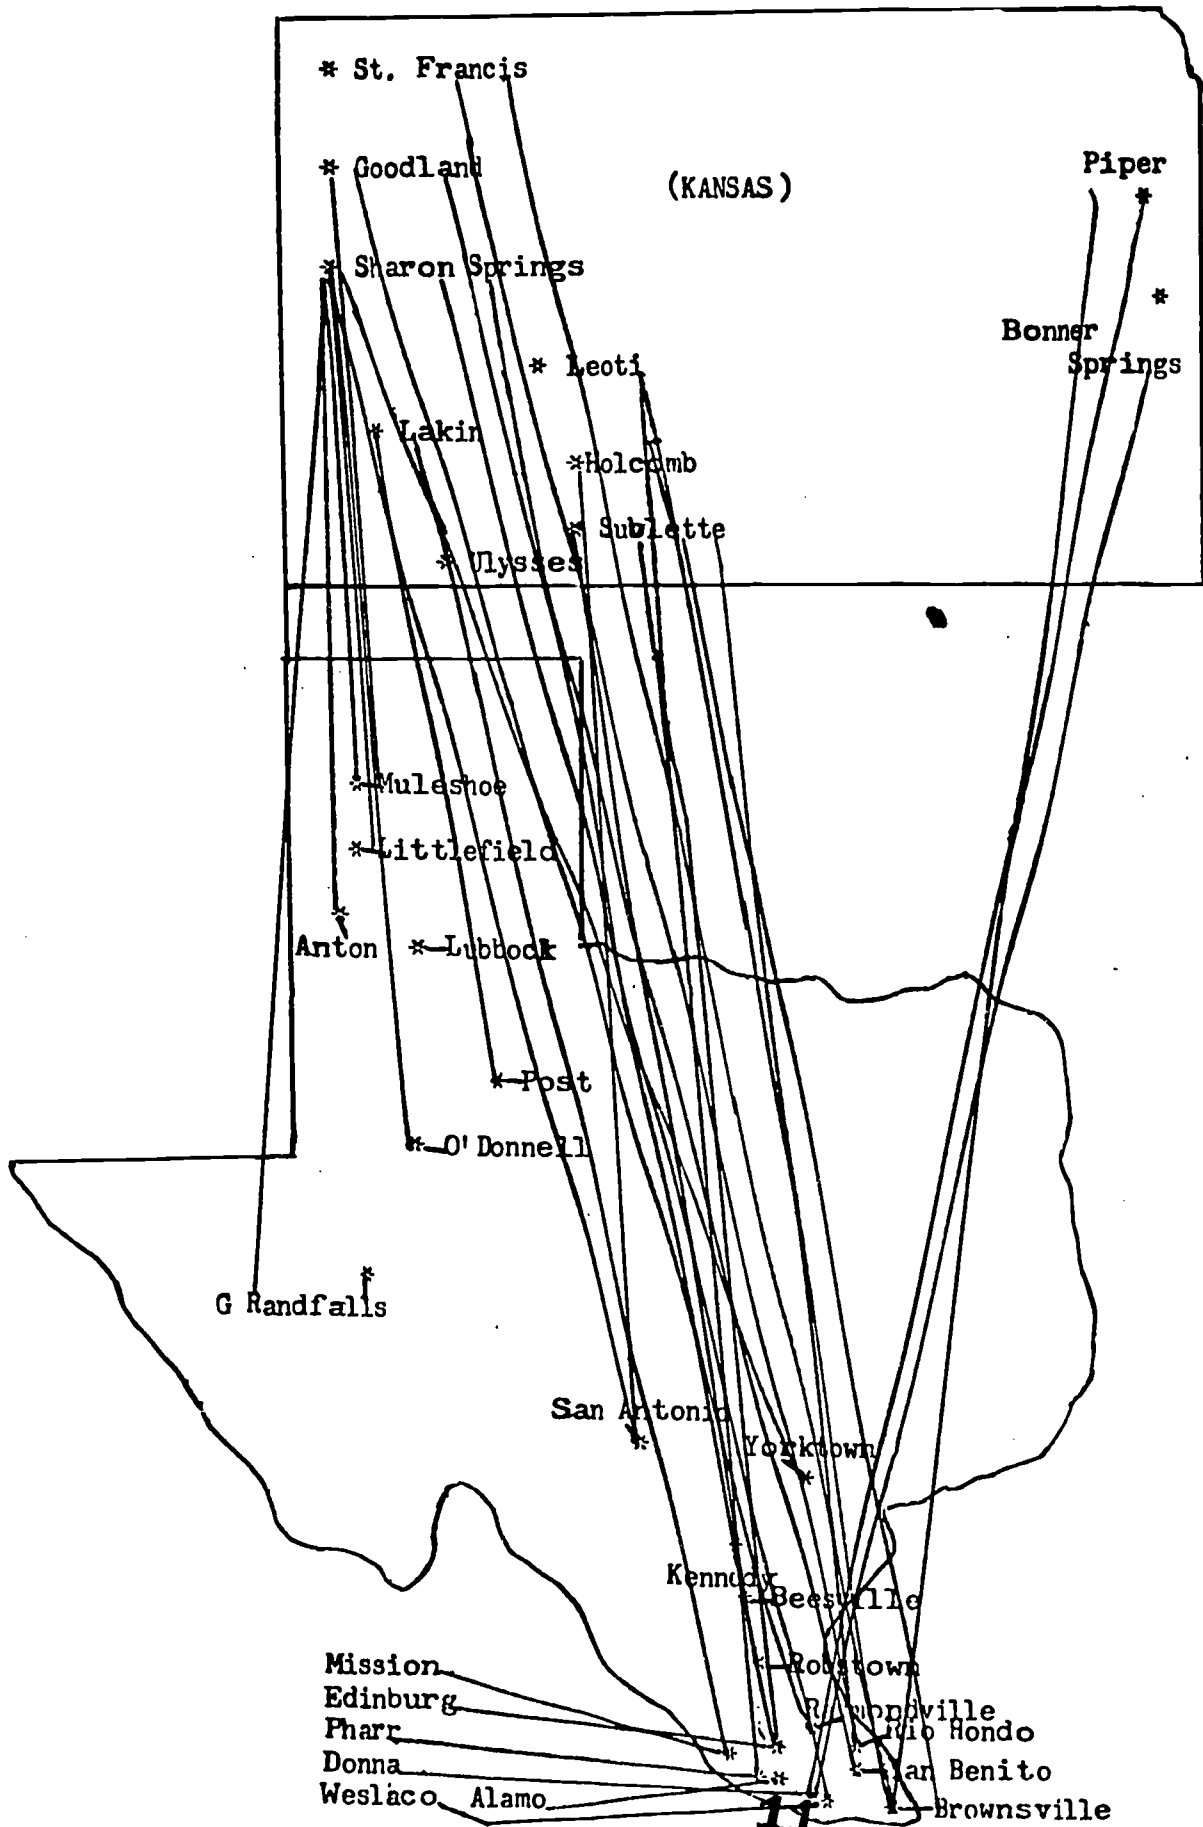 * St. Francis
* Goodland
(KANSAS)
Piper
*
* Sharon Springs
*
Bonner
Springs
* Leoti
* Lakin
*Holcomb
* Sublette
* Ulysses
*-Muleshoe
*-Littlefield
*
Anton
*-Lubbock
*-Post
*-O'Donnell
*
G Randfalls
San Antonio
*
Yorktown
*
Kennedy
*-Beesville
*-Robstown
Mission
Edinburg
Raymondville
Rio Hondo
Pharr
Donna
*-San Benito
Weslaco
Alamo
*-Brownsville
11